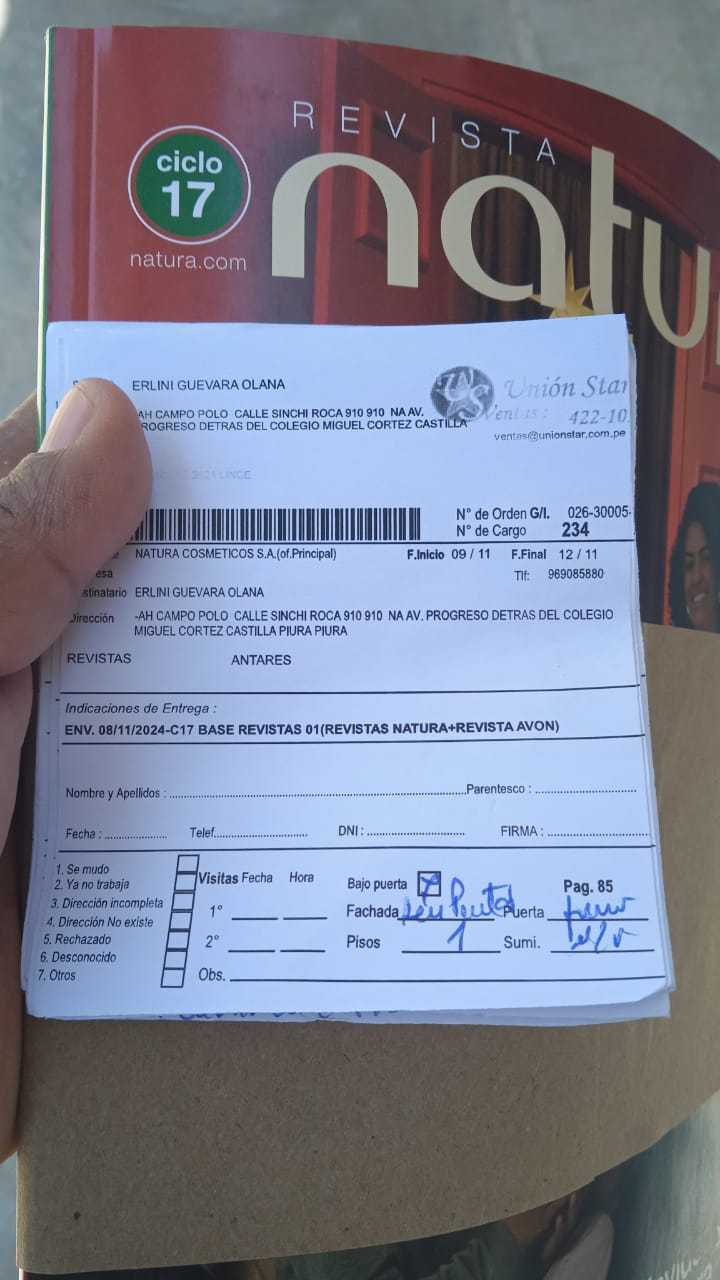 REVISTA
ciclo
17
natu
natura.com
ERLINI GUEVARA OLANA
Unión Star
-AH CAMPO POLO CALLE SINCHI ROCA 910 910 NA AV.
Ventas: 422-10
PROGRESO DETRAS DEL COLEGIO MIGUEL CORTEZ CASTILLA
ventas@unionstar.com.pe
LINCE
N° de Orden G/I. 026-30005-
N° de Cargo 234
NATURA COSMETICOS S.A.(of.Principal) F.Inicio 09 / 11 F.Final 12 / 11
esa Tlf: 969085880
stinatario ERLINI GUEVARA OLANA
Dirección -AH CAMPO POLO CALLE SINCHI ROCA 910 910 NA AV. PROGRESO DETRAS DEL COLEGIO
MIGUEL CORTEZ CASTILLA PIURA PIURA
REVISTAS ANTARES
Indicaciones de Entrega :
ENV. 08/11/2024-C17 BASE REVISTAS 01(REVISTAS NATURA+REVISTA AVON)
Nombre y Apellidos : Parentesco :
Fecha : Telef. DNI : FIRMA :
1. Se mudo
2. Ya no trabaja
3. Dirección incompleta
4. Dirección No existe
5. Rechazado
6. Desconocido
7. Otros
Visitas Fecha Hora
1°
2°
Obs.
Bajo puerta Pag. 85
Fachada Puerta
Pisos 1 Sumi.